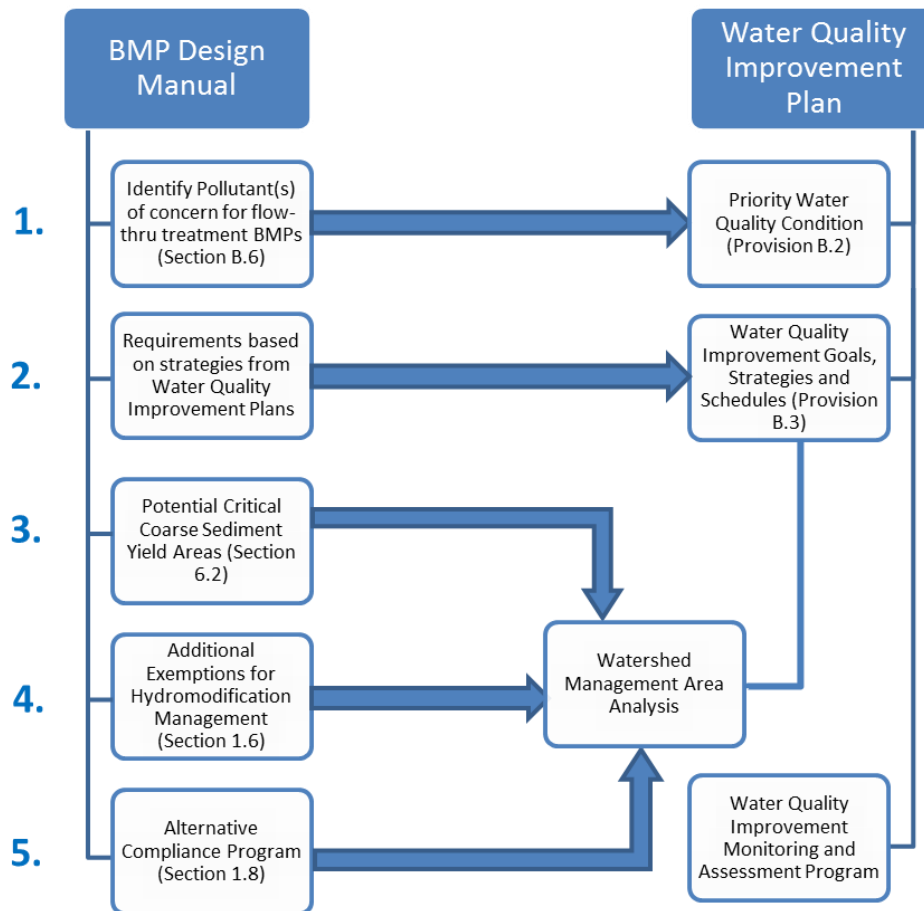 BMP Design
Manual
Water Quality
Improvement
Plan
1.
Identify Pollutant(s)
of concern for flow-
thru treatment BMPs
(Section B.6)
Priority Water
Quality Condition
(Provision B.2)
2.
Requirements based
on strategies from
Water Quality
Improvement Plans
Water Quality
Improvement Goals,
Strategies and
Schedules (Provision
B.3)
3.
Potential Critical
Coarse Sediment
Yield Areas (Section
6.2)
4.
Additional
Exemptions for
Hydromodification
Management
(Section 1.6)
Watershed
Management Area
Analysis
5.
Alternative
Compliance Program
(Section 1.8)
Water Quality
Improvement
Monitoring and
Assessment Program